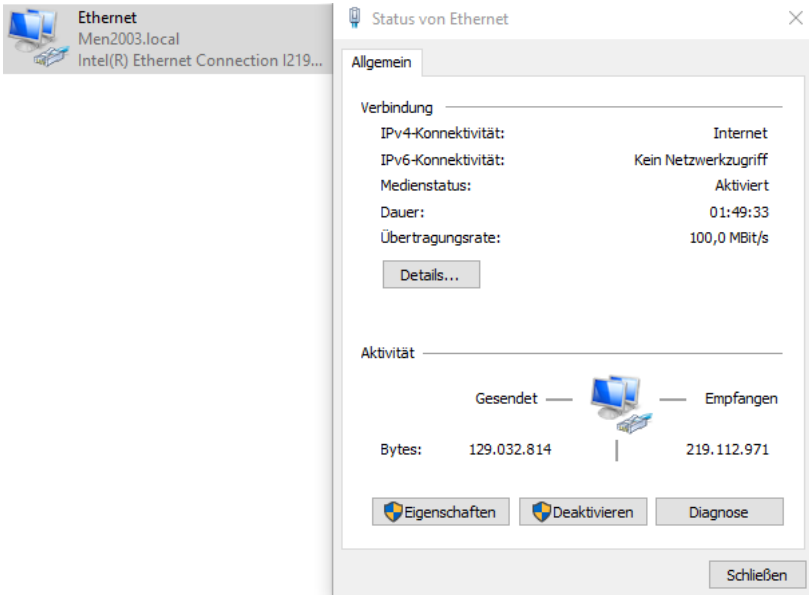 Ethernet
Men2003.local
Intel(R) Ethernet Connection I219...
Status von Ethernet
Allgemein
Verbindung
IPv4-Konnektivität: Internet
IPv6-Konnektivität: Kein Netzwerkzugriff
Medienstatus: Aktiviert
Dauer: 01:49:33
Übertragungsrate: 100,0 MBit/s
Details...
Aktivität
Gesendet Empfangen
Bytes: 129.032.814 219.112.971
Eigenschaften Deaktivieren Diagnose
Schließen